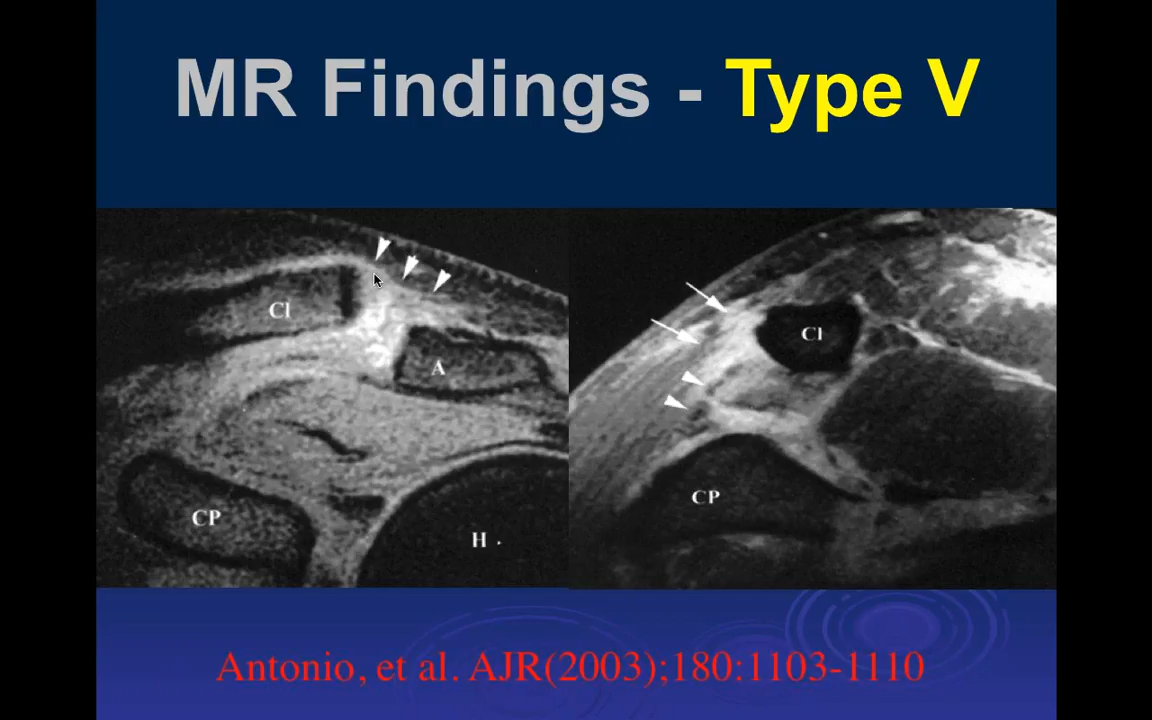 MR Findings - Type V
Cl
A
CP
H
Cl
CP
Antonio, et al. AJR(2003);180:1103-1110